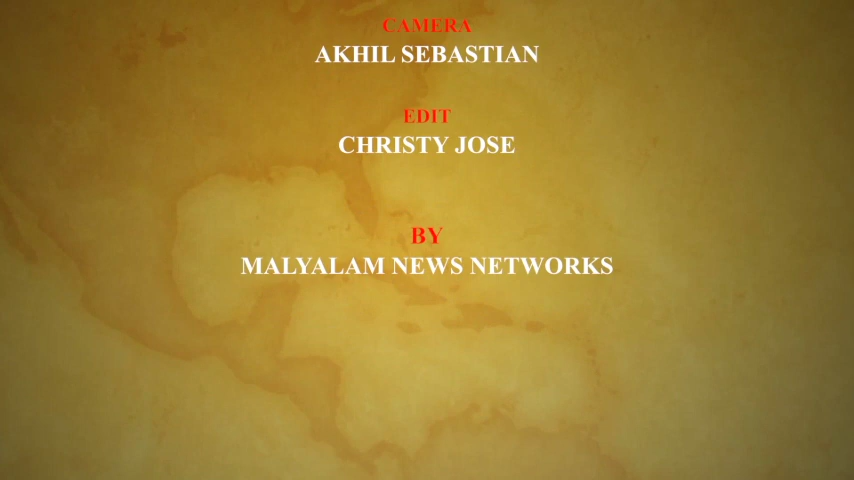 CAMERA
AKHIL SEBASTIAN
EDIT
CHRISTY JOSE
BY
MALYALAM NEWS NETWORKS